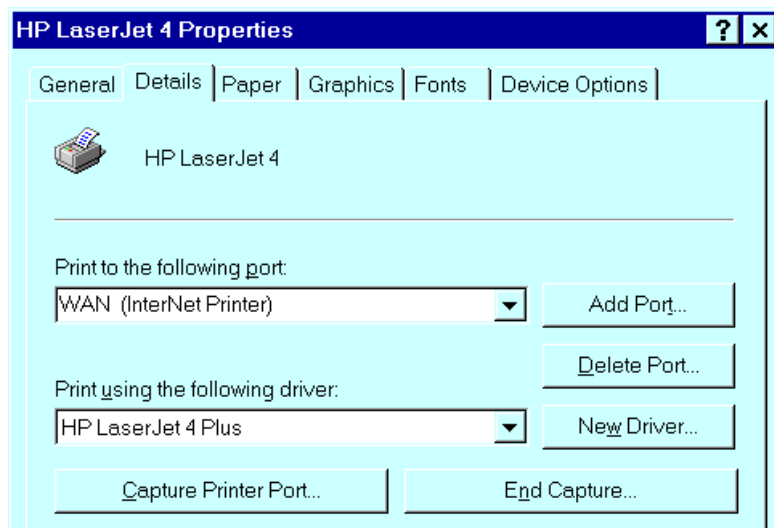 HP LaserJet 4 Properties
General Details Paper Graphics Fonts Device Options
HP LaserJet 4
Print to the following port:
WAN (InterNet Printer) Add Port...
Delete Port...
Print using the following driver:
HP LaserJet 4 Plus New Driver...
Capture Printer Port... End Capture...